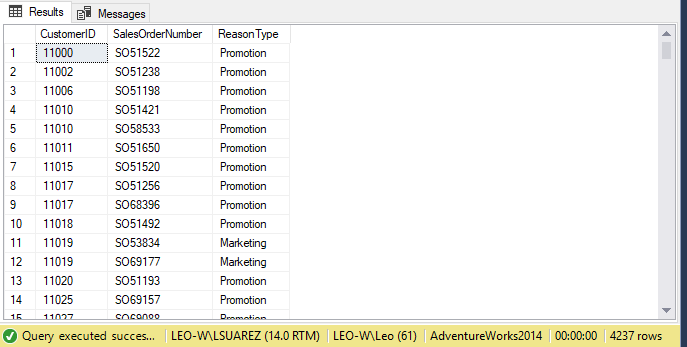 Results Messages
CustomerID SalesOrderNumber ReasonType
1 11000 SO51522 Promotion
2 11002 SO51238 Promotion
3 11006 SO51198 Promotion
4 11010 SO51421 Promotion
5 11010 SO58533 Promotion
6 11011 SO51650 Promotion
7 11015 SO51520 Promotion
8 11017 SO51256 Promotion
9 11017 SO68396 Promotion
10 11018 SO51492 Promotion
11 11019 SO53834 Marketing
12 11019 SO69177 Marketing
13 11020 SO51193 Promotion
14 11025 SO69157 Promotion
15 11027 SO69088 Promotion
Query executed succes... LEO-W\LSUAREZ (14.0 RTM) LEO-W\Leo (61) AdventureWorks2014 00:00:00 4237 rows